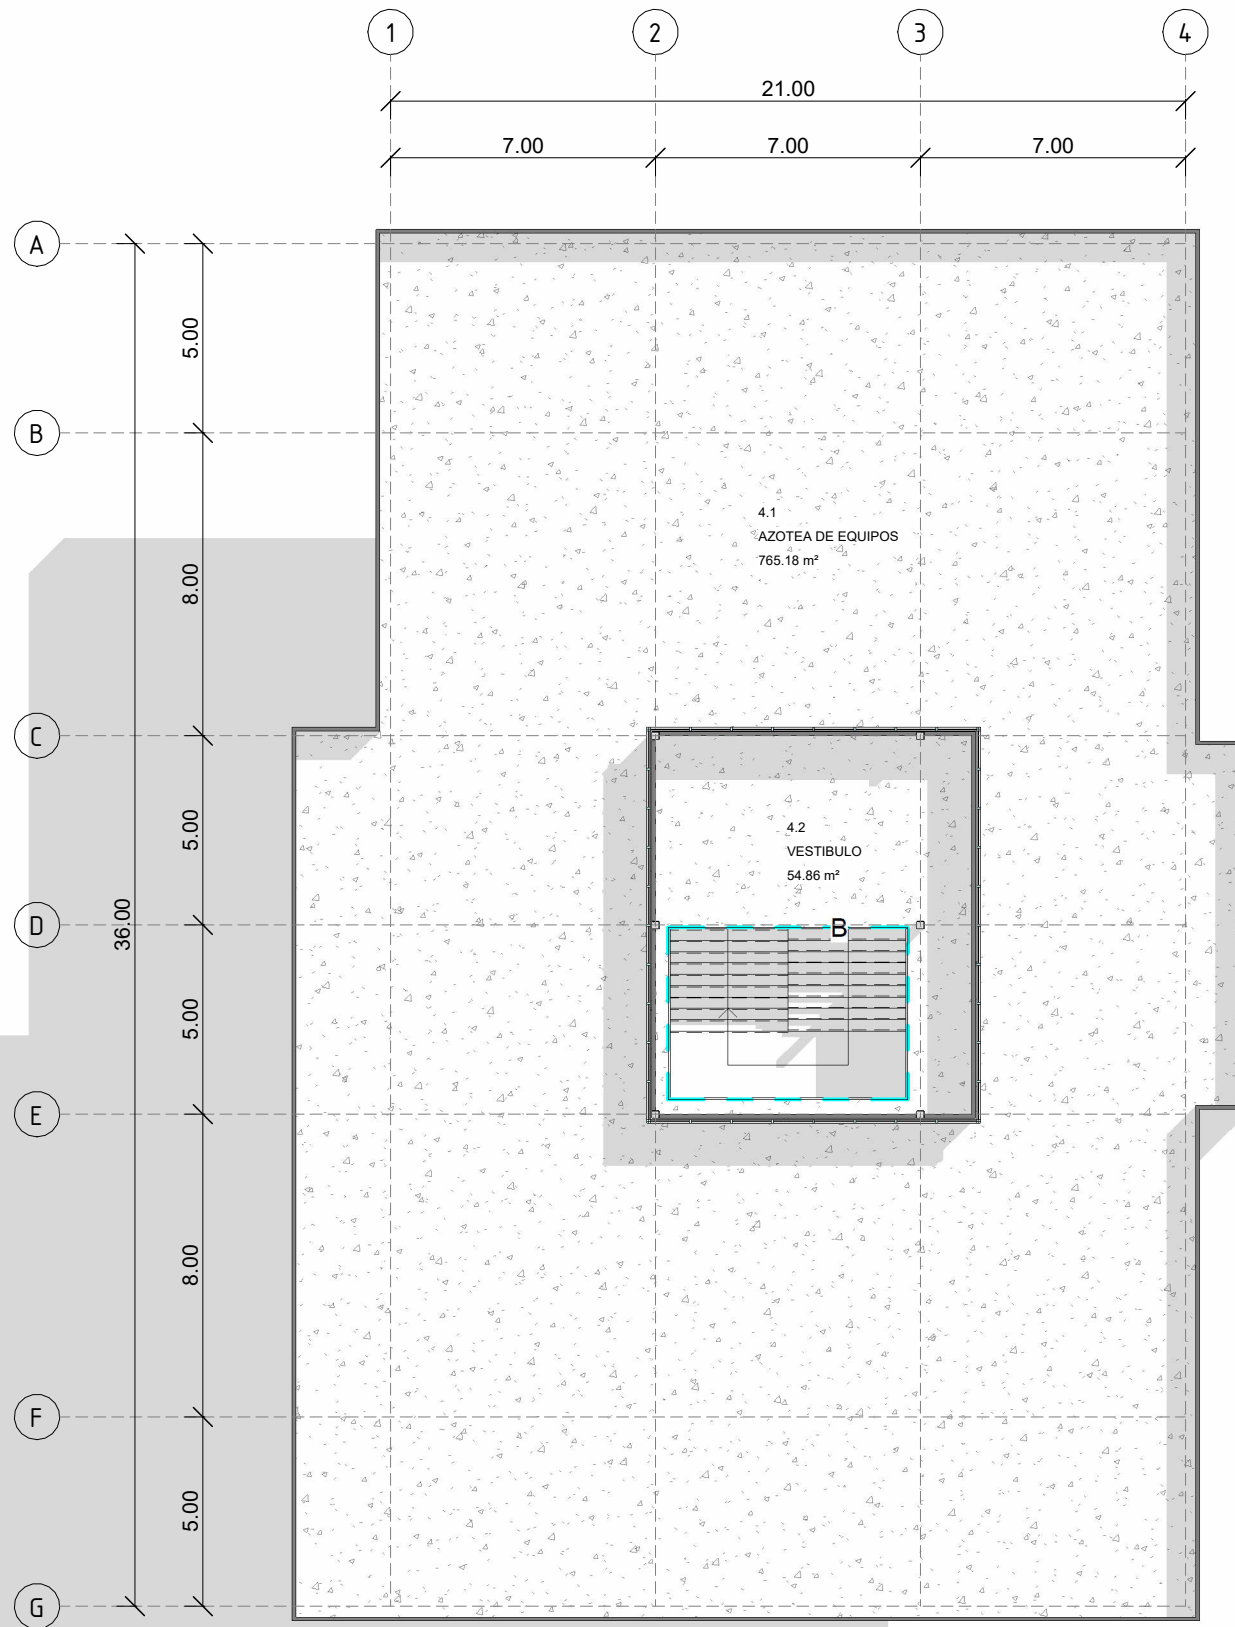 1
2
3
4
21.00
7.00
7.00
7.00
A
5.00
B
4.1
AZOTEA DE EQUIPOS
765.18 m²
8.00
C
5.00
4.2
VESTIBULO
54.86 m²
36.00
D
B
5.00
E
8.00
F
5.00
G